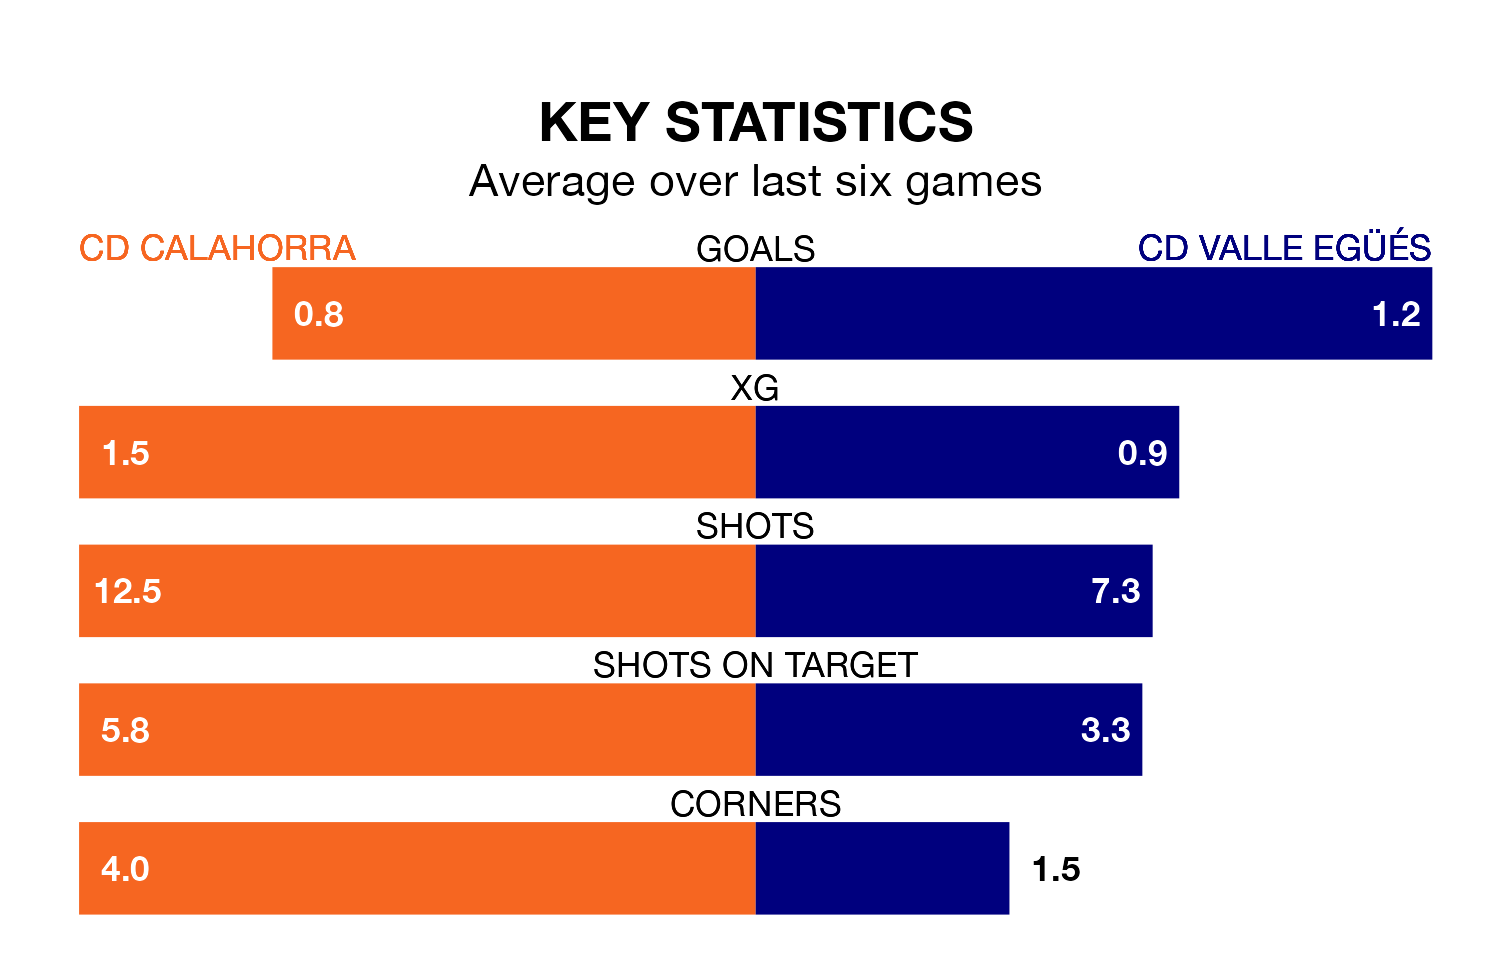 KEY STATISTICS
Average over last six games
CD CALAHORRA GOALS CD VALLE EGÜÉS
0.8 1.2
XG
1.5 0.9
SHOTS
12.5 7.3
SHOTS ON TARGET
5.8 3.3
CORNERS
4.0 1.5